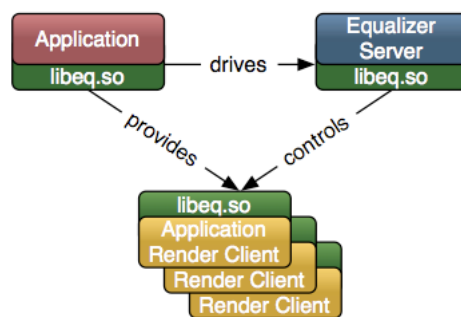 Application
libeq.so
drives
Equalizer
Server
libeq.so
provides
controls
libeq.so
Application
Render Client
Render Client
Render Client